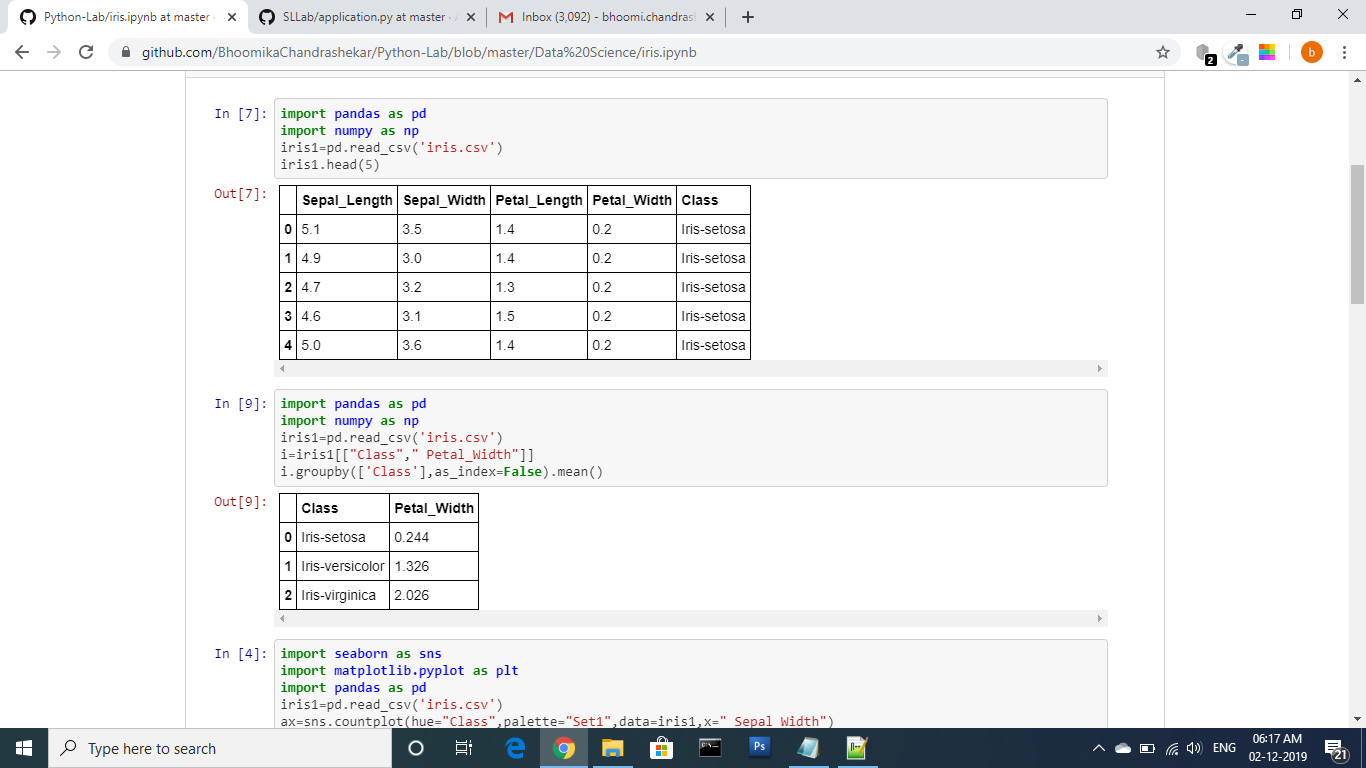 Python-Lab/iris.ipynb at master ·
SLLab/application.py at master ·
Inbox (3,092) - bhoomi.chandrash
github.com/BhoomikaChandrashekar/Python-Lab/blob/master/Data%20Science/iris.ipynb
2
b
In [7]:
import pandas as pd
import numpy as np
iris1=pd.read_csv('iris.csv')
iris1.head(5)
Out[7]:
Sepal_Length Sepal_Width Petal_Length Petal_Width Class
0 5.1 3.5 1.4 0.2 Iris-setosa
1 4.9 3.0 1.4 0.2 Iris-setosa
2 4.7 3.2 1.3 0.2 Iris-setosa
3 4.6 3.1 1.5 0.2 Iris-setosa
4 5.0 3.6 1.4 0.2 Iris-setosa
In [9]:
import pandas as pd
import numpy as np
iris1=pd.read_csv('iris.csv')
i=iris1[["Class"," Petal_Width"]]
i.groupby(['Class'],as_index=False).mean()
Out[9]:
Class Petal_Width
0 Iris-setosa 0.244
1 Iris-versicolor 1.326
2 Iris-virginica 2.026
In [4]:
import seaborn as sns
import matplotlib.pyplot as plt
import pandas as pd
iris1=pd.read_csv('iris.csv')
ax=sns.countplot(hue="Class",palette="Set1",data=iris1,x=" Sepal_Width")
Type here to search
Ps
ENG
06:17 AM
02-12-2019
21